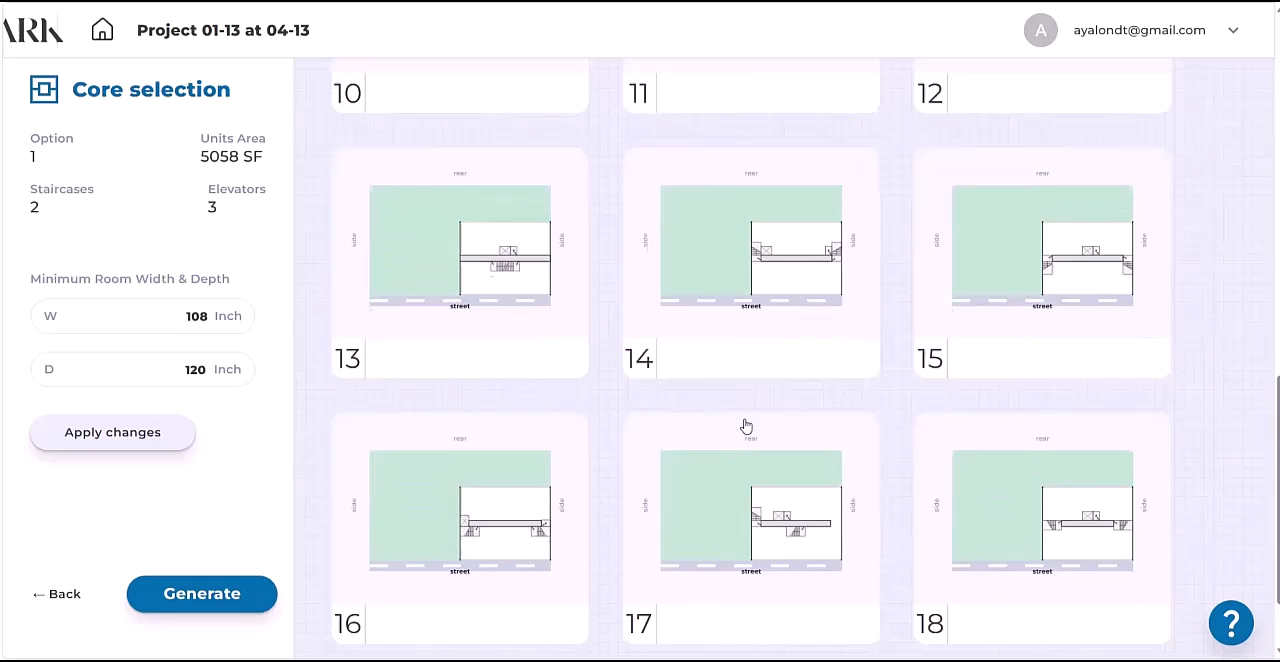 ARK
Project 01-13 at 04-13
A
ayalondt@gmail.com
Core selection
Option
Units Area
1
5058 SF
Staircases
Elevators
2
3
Minimum Room Width & Depth
W 108 Inch
D 120 Inch
Apply changes
← Back
Generate
10
11
12
rear
side
side
street
13
rear
side
side
street
14
rear
side
side
street
15
rear
side
side
street
16
rear
side
side
street
17
rear
side
side
street
18
?